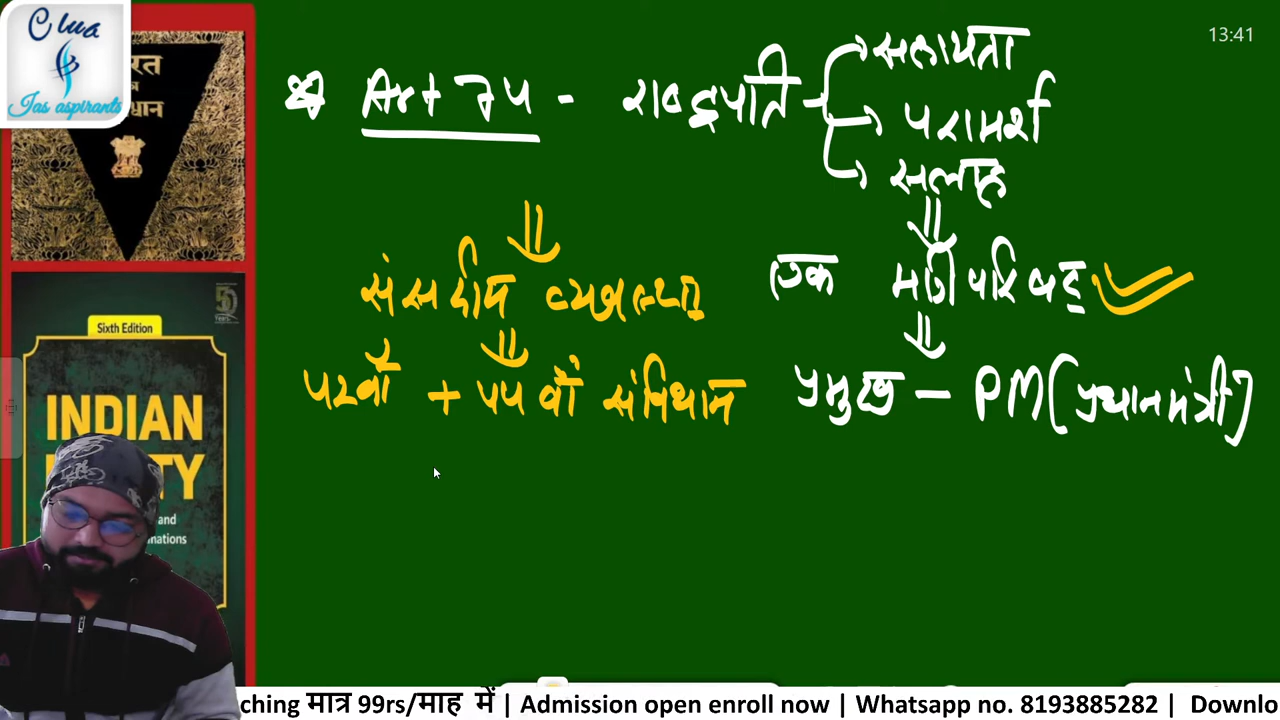 Clua
Ias aspirants
13:41
Art 74 - राष्ट्रपति
सहायता
परामर्श
सलाह
संसदीय व्यवस्था
एक मंत्रीपरिषद
42वाँ + 44वाँ संविधान
प्रमुख - PM (प्रधानमंत्री)
Sixth Edition
INDIAN
and
ching मात्र 99rs/माह में | Admission open enroll now | Whatsapp no. 8193885282 | Downlo